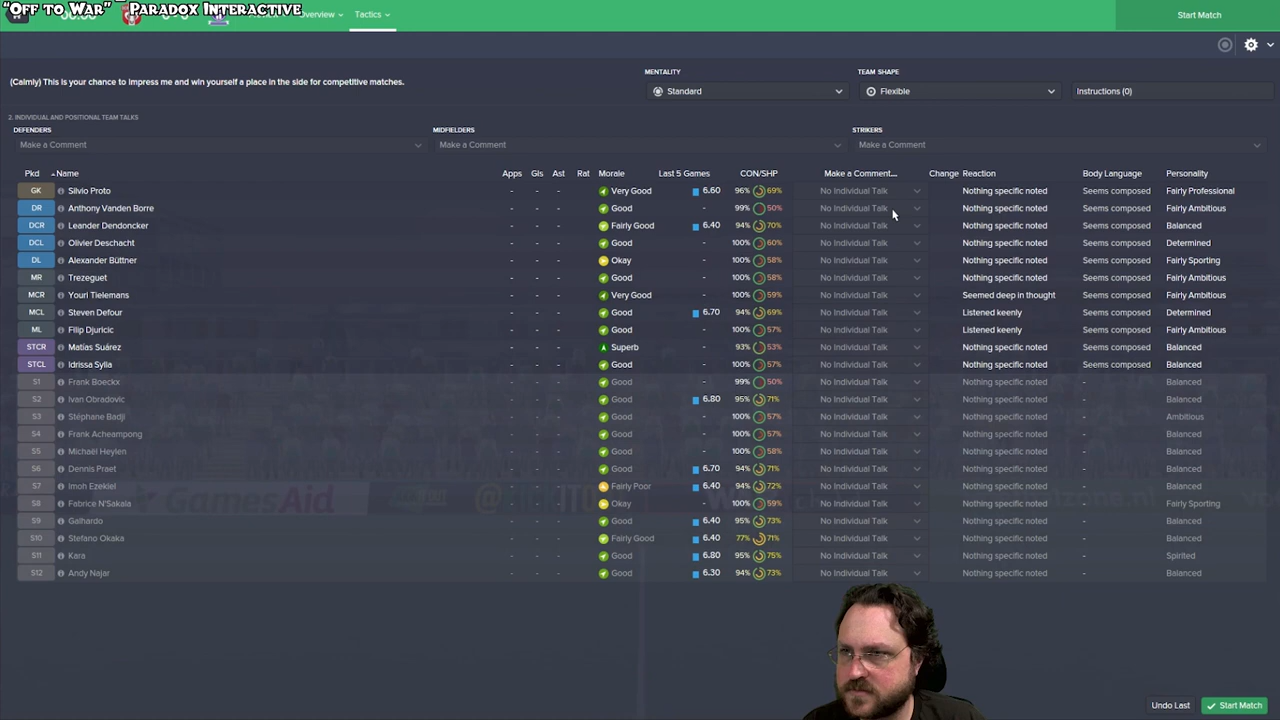 "Off to War" – Paradox Interactive
Overview
Tactics
Start Match
(Calmly) This is your chance to impress me and win yourself a place in the side for competitive matches.
MENTALITY
TEAM SHAPE
Standard
Flexible
Instructions (0)
2. INDIVIDUAL AND POSITIONAL TEAM TALKS
DEFENDERS
MIDFIELDERS
STRIKERS
Make a Comment
Make a Comment
Make a Comment
Pkd Name Apps Gls Ast Rat Morale Last 5 Games CON/SHP Make a Comment... Change Reaction Body Language Personality
GK Silvio Proto - - - - Very Good 6.60 96% 69% No Individual Talk Nothing specific noted Seems composed Fairly Professional
DR Anthony Vanden Borre - - - - Good - 99% 50% No Individual Talk Nothing specific noted Seems composed Fairly Ambitious
DCR Leander Dendoncker - - - - Fairly Good 6.40 94% 70% No Individual Talk Nothing specific noted Seems composed Balanced
DCL Olivier Deschacht - - - - Good - 100% 60% No Individual Talk Nothing specific noted Seems composed Determined
DL Alexander Büttner - - - - Okay - 100% 58% No Individual Talk Nothing specific noted Seems composed Fairly Sporting
MR Trezeguet - - - - Good - 100% 58% No Individual Talk Nothing specific noted Seems composed Fairly Ambitious
MCR Youri Tielemans - - - - Very Good - 100% 59% No Individual Talk Seemed deep in thought Seems composed Fairly Ambitious
MCL Steven Defour - - - - Good 6.70 94% 69% No Individual Talk Listened keenly Seems composed Determined
ML Filip Djuricic - - - - Good - 100% 57% No Individual Talk Listened keenly Seems composed Fairly Ambitious
STCR Matías Suárez - - - - Superb - 93% 53% No Individual Talk Nothing specific noted Seems composed Balanced
STCL Idrissa Sylla - - - - Good - 100% 57% No Individual Talk Nothing specific noted Seems composed Balanced
S1 Frank Boeckx - - - - Good - 99% 50% No Individual Talk Nothing specific noted - Balanced
S2 Ivan Obradovic - - - - Good 6.80 95% 71% No Individual Talk Nothing specific noted - Balanced
S3 Stéphane Badji - - - - Good - 100% 57% No Individual Talk Nothing specific noted - Ambitious
S4 Frank Acheampong - - - - Good - 100% 57% No Individual Talk Nothing specific noted - Balanced
S5 Michaël Heylen - - - - Good - 100% 58% No Individual Talk Nothing specific noted - Balanced
S6 Dennis Praet - - - - Good 6.70 94% 71% No Individual Talk Nothing specific noted - Balanced
S7 Imoh Ezekiel - - - - Fairly Poor 6.40 94% 72% No Individual Talk Nothing specific noted - Balanced
S8 Fabrice N'Sakala - - - - Okay - 100% 59% No Individual Talk Nothing specific noted - Fairly Sporting
S9 Galhardo - - - - Good 6.40 95% 73% No Individual Talk Nothing specific noted - Balanced
S10 Stefano Okaka - - - - Fairly Good 6.40 77% 71% No Individual Talk Nothing specific noted - Balanced
S11 Kara - - - - Good 6.80 95% 75% No Individual Talk Nothing specific noted - Spirited
S12 Andy Najar - - - - Good 6.30 94% 73% No Individual Talk Nothing specific noted - Balanced
Undo Last
Start Match